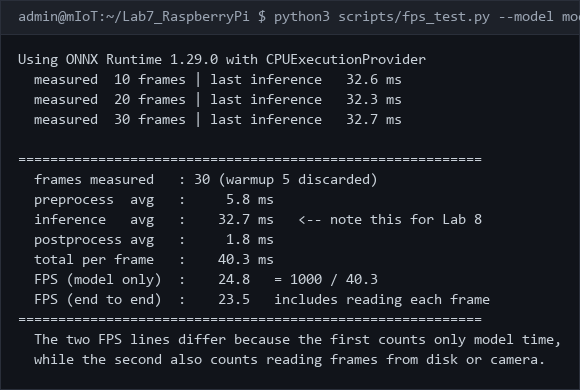 admin@mIoT:~/Lab7_RaspberryPi $ python3 scripts/fps_test.py --model mod
Using ONNX Runtime 1.29.0 with CPUExecutionProvider
  measured  10 frames | last inference   32.6 ms
  measured  20 frames | last inference   32.3 ms
  measured  30 frames | last inference   32.7 ms
==========================================================
  frames measured   : 30 (warmup 5 discarded)
  preprocess  avg   :     5.8 ms
  inference   avg   :    32.7 ms   <-- note this for Lab 8
  postprocess avg   :     1.8 ms
  total per frame   :    40.3 ms
  FPS (model only)  :    24.8   = 1000 / 40.3
  FPS (end to end)  :    23.5   includes reading each frame
==========================================================
  The two FPS lines differ because the first counts only model time,
  while the second also counts reading frames from disk or camera.